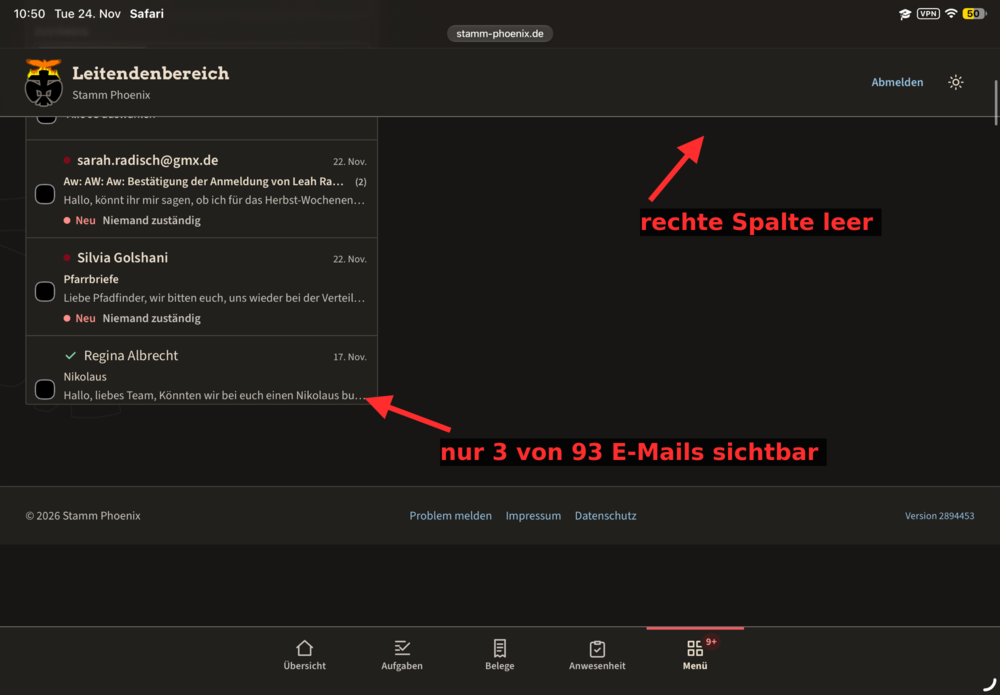 10:50 Tue 24. Nov Safari
VPN 50
stamm-phoenix.de
Leitendenbereich
Stamm Phoenix
Abmelden
sarah.radisch@gmx.de 22. Nov.
Aw: AW: Aw: Bestätigung der Anmeldung von Leah Ra... (2)
Hallo, könnt ihr mir sagen, ob ich für das Herbst-Wochenen...
Neu Niemand zuständig
rechte Spalte leer
Silvia Golshani 22. Nov.
Pfarrbriefe
Liebe Pfadfinder, wir bitten euch, uns wieder bei der Verteil...
Neu Niemand zuständig
Regina Albrecht 17. Nov.
Nikolaus
Hallo, liebes Team, Könnten wir bei euch einen Nikolaus bu...
nur 3 von 93 E-Mails sichtbar
© 2026 Stamm Phoenix
Problem melden Impressum Datenschutz
Version 2894453
9+
Übersicht Aufgaben Belege Anwesenheit Menü